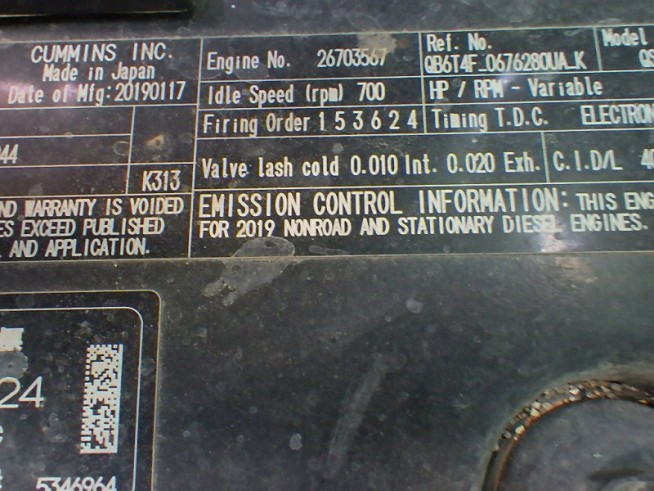 CUMMINS INC.
Made in Japan
Date of Mfg:20190117
Engine No. 26703567
Ref. No.
QB6T4F_0676280UA_K
Model
QS
Idle Speed (rpm) 700
HP / RPM - Variable
Firing Order 1 5 3 6 2 4
Timing T.D.C. ELECTRON
44
K313
Valve lash cold 0.010 Int. 0.020 Exh.
C.I.D/L 40
ND WARRANTY IS VOIDED
ES EXCEED PUBLISHED
AND APPLICATION.
EMISSION CONTROL INFORMATION: THIS ENG
FOR 2019 NONROAD AND STATIONARY DIESEL ENGINES.
24
5346964